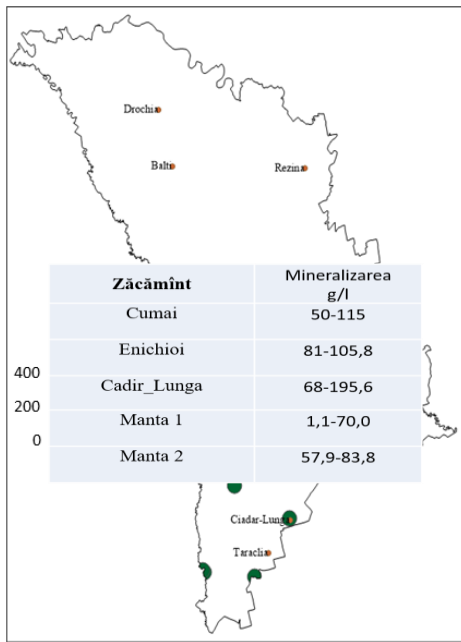 Drochia
Balti
Rezina
Zăcămînt Mineralizarea g/l
Cumai 50-115
Enichioi 81-105,8
400
Cadir_Lunga 68-195,6
200
Manta 1 1,1-70,0
0
Manta 2 57,9-83,8
Ciadar-Lunga
Taraclia